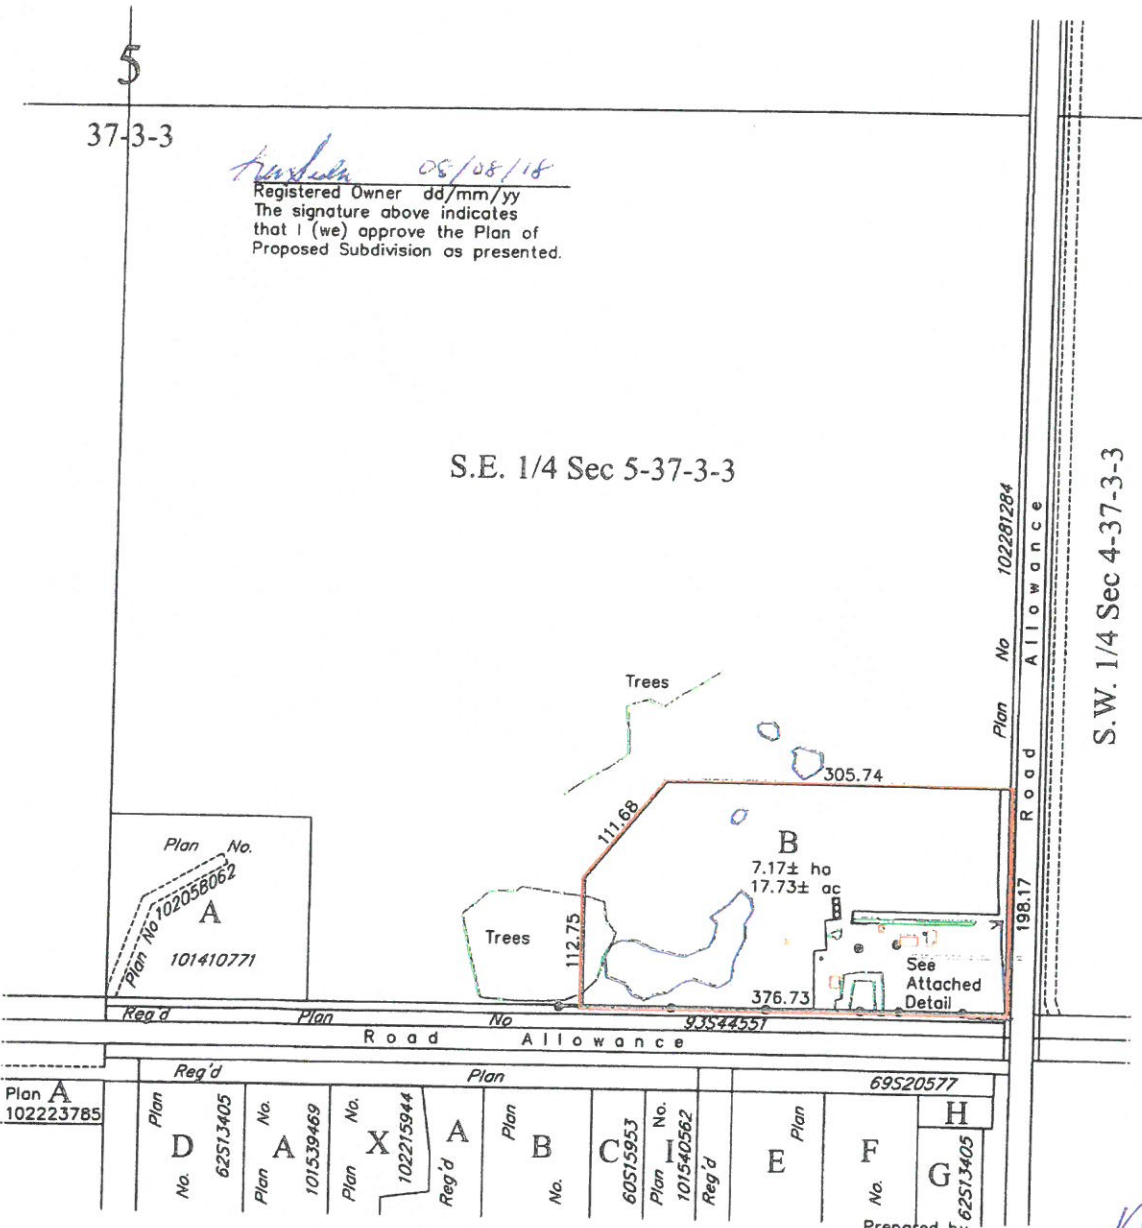 5
37-3-3
05/08/18
Registered Owner dd/mm/yy
The signature above indicates
that I (we) approve the Plan of
Proposed Subdivision as presented.
S.E. 1/4 Sec 5-37-3-3
Plan No 102281284
Road Allowance
S.W. 1/4 Sec 4-37-3-3
Trees
305.74
111.68
B
7.17± ha
17.73± ac
198.17
112.75
Trees
See
Attached
Detail
376.73
Plan No.
102058062
Plan No
A
101410771
Reg'd Plan No 93S44551
Road Allowance
Reg'd Plan 69S20577
Plan A
102223785
Plan No.
D
62S13405
Plan No.
A
101539469
Plan No.
X
102215944
A
Reg'd
B
Plan No.
C
60S15953
Plan No.
I
101540562
Reg'd
E
Plan
F
No.
H
G
62S13405
Prepared by